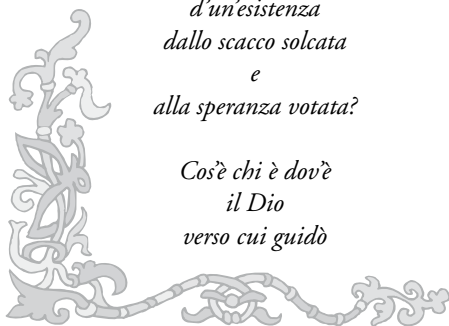 d’un’esistenza
dallo scacco solcata
e
alla speranza votata?
Cos’è chi è dov’è
il Dio
verso cui guidò